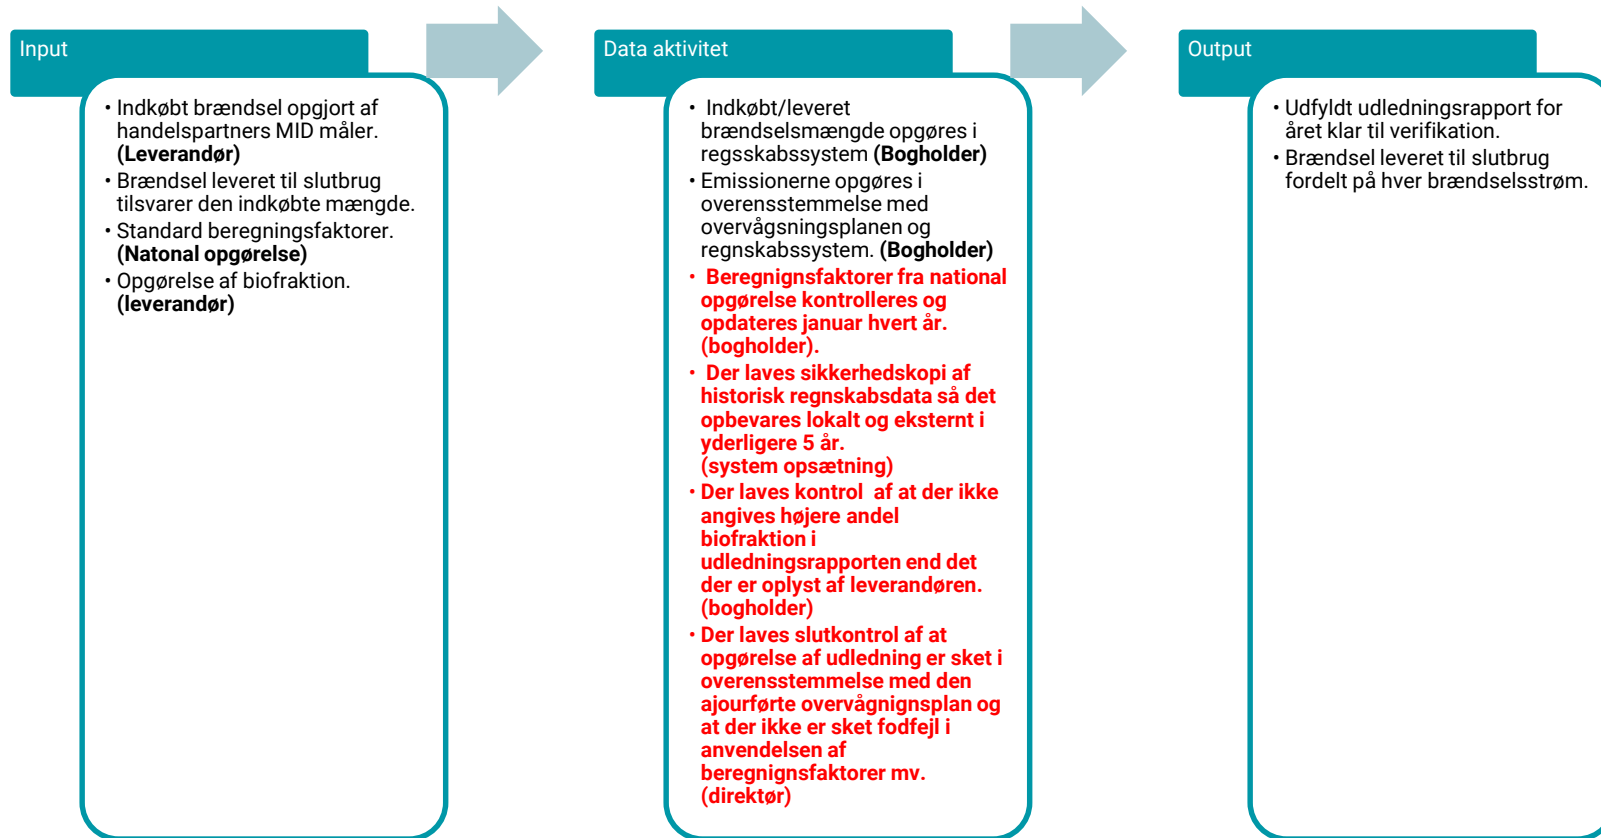 Input
• Indkøbt brændsel opgjort af
handelspartners MID måler.
(Leverandør)
• Brændsel leveret til slutbrug
tilsvarer den indkøbte mængde.
• Standard beregningsfaktorer.
(Natonal opgørelse)
• Opgørelse af biofraktion.
(leverandør)
Data aktivitet
• Indkøbt/leveret
brændselsmængde opgøres i
regsskabssystem (Bogholder)
• Emissionerne opgøres i
overensstemmelse med
overvågsningsplanen og
regnskabssystem. (Bogholder)
• Beregnignsfaktorer fra national
opgørelse kontrolleres og
opdateres januar hvert år.
(bogholder).
• Der laves sikkerhedskopi af
historisk regnskabsdata så det
opbevares lokalt og eksternt i
yderligere 5 år.
(system opsætning)
• Der laves kontrol af at der ikke
angives højere andel
biofraktion i
udledningsrapporten end det
der er oplyst af leverandøren.
(bogholder)
• Der laves slutkontrol af at
opgørelse af udledning er sket i
overensstemmelse med den
ajourførte overvågnignsplan og
at der ikke er sket fodfejl i
anvendelsen af
beregnignsfaktorer mv.
(direktør)
Output
• Udfyldt udledningsrapport for
året klar til verifikation.
• Brændsel leveret til slutbrug
fordelt på hver brændselsstrøm.